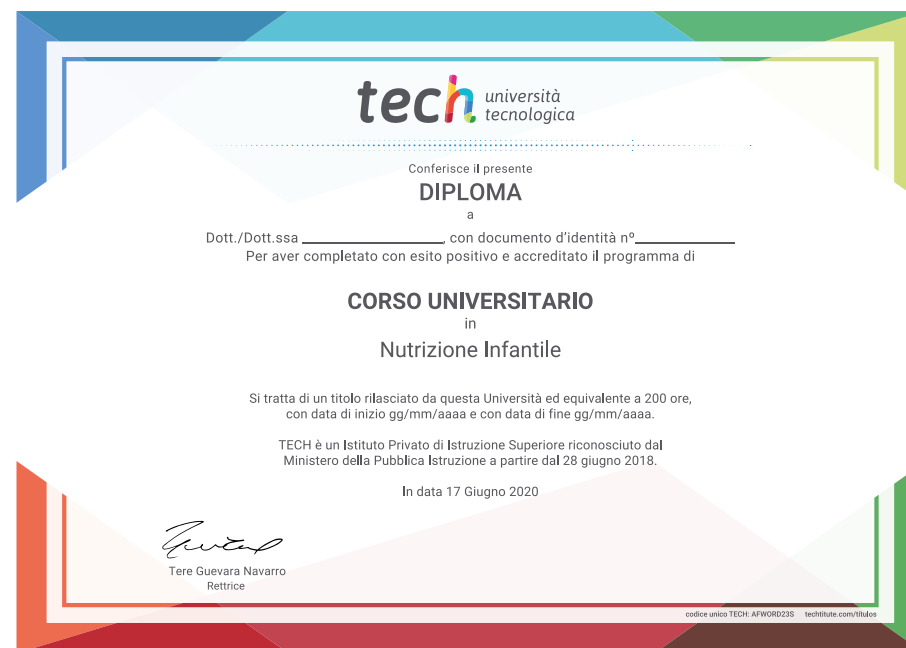 tech università
tecnologica
Conferisce il presente
DIPLOMA
a
Dott./Dott.ssa ____________________, con documento d'identità nº______________
Per aver completato con esito positivo e accreditato il programma di
CORSO UNIVERSITARIO
in
Nutrizione Infantile
Si tratta di un titolo rilasciato da questa Università ed equivalente a 200 ore,
con data di inizio gg/mm/aaaa e con data di fine gg/mm/aaaa.
TECH è un Istituto Privato di Istruzione Superiore riconosciuto dal
Ministero della Pubblica Istruzione a partire dal 28 giugno 2018.
In data 17 Giugno 2020
Tere Guevara Navarro
Rettrice
codice unico TECH: AFWORD23S techtitute.com/titulos